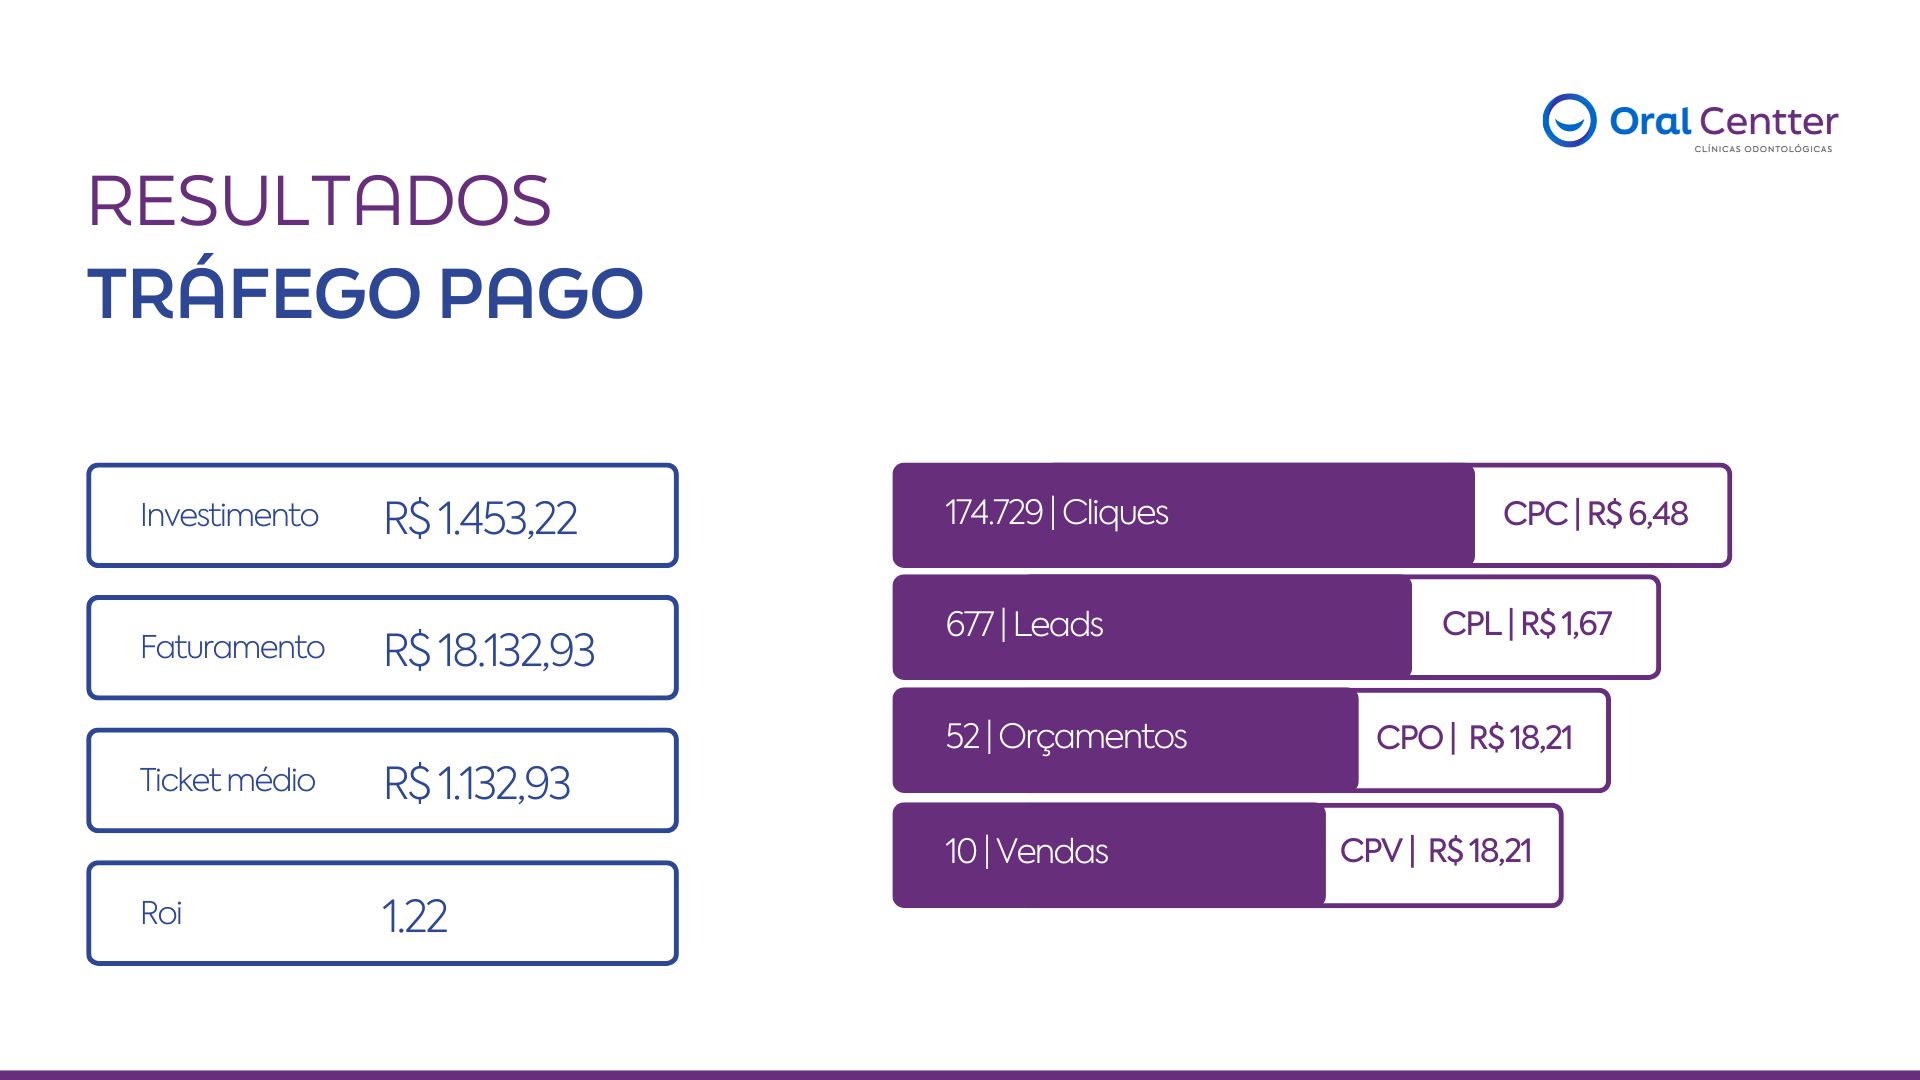 Oral Centter
CLÍNICAS ODONTOLÓGICAS
RESULTADOS
TRÁFEGO PAGO
Investimento R$ 1.453,22
Faturamento R$ 18.132,93
Ticket médio R$ 1.132,93
Roi 1.22
174.729 | Cliques CPC | R$ 6,48
677 | Leads CPL | R$ 1,67
52 | Orçamentos CPO | R$ 18,21
10 | Vendas CPV | R$ 18,21